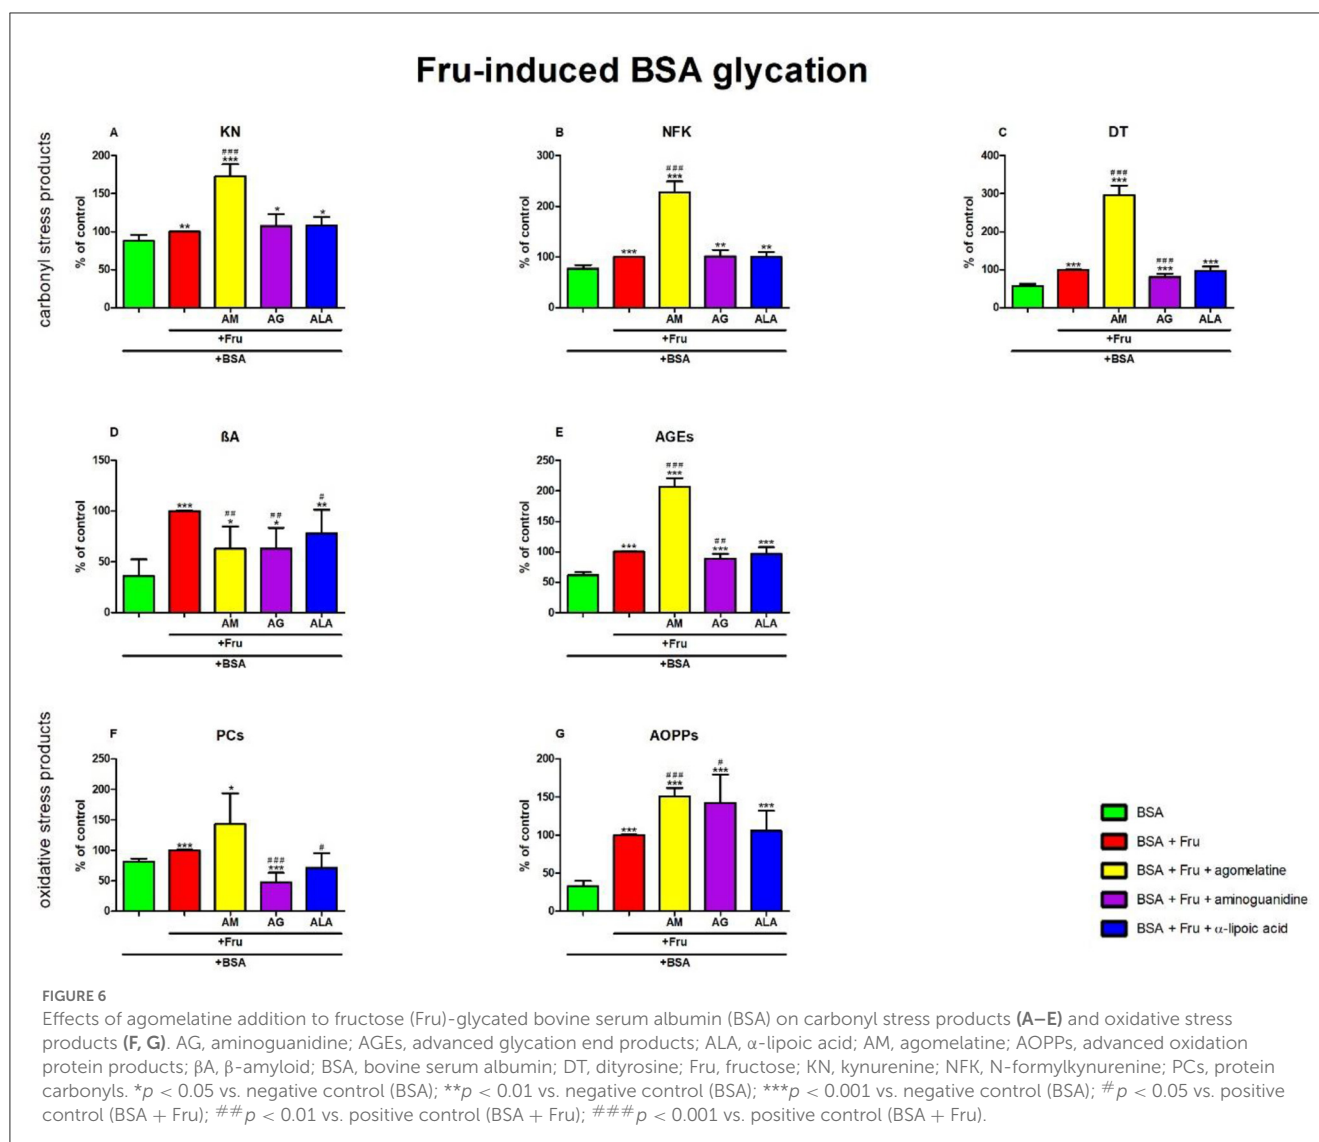 Fru-induced BSA glycation
carbonyl stress products
A KN
% of control
200
150
100
50
0
###
***
**
*
*
AM AG ALA
+Fru
+BSA
B NFK
% of control
300
200
100
0
###
***
***
**
**
AM AG ALA
+Fru
+BSA
C DT
% of control
400
300
200
100
0
###
***
***
###
***
***
AM AG ALA
+Fru
+BSA
D ßA
% of control
150
100
50
0
***
##
*
##
*
#
**
AM AG ALA
+Fru
+BSA
E AGEs
% of control
250
200
150
100
50
0
###
***
***
##
***
***
AM AG ALA
+Fru
+BSA
oxidative stress products
F PCs
% of control
250
200
150
100
50
0
***
*
###
***
#
AM AG ALA
+Fru
+BSA
G AOPPs
% of control
200
150
100
50
0
***
###
***
#
***
***
AM AG ALA
+Fru
+BSA
BSA
BSA + Fru
BSA + Fru + agomelatine
BSA + Fru + aminoguanidine
BSA + Fru + α-lipoic acid
FIGURE 6
Effects of agomelatine addition to fructose (Fru)-glycated bovine serum albumin (BSA) on carbonyl stress products (A–E) and oxidative stress
products (F, G). AG, aminoguanidine; AGEs, advanced glycation end products; ALA, α-lipoic acid; AM, agomelatine; AOPPs, advanced oxidation
protein products; βA, β-amyloid; BSA, bovine serum albumin; DT, dityrosine; Fru, fructose; KN, kynurenine; NFK, N-formylkynurenine; PCs, protein
carbonyls. *p < 0.05 vs. negative control (BSA); **p < 0.01 vs. negative control (BSA); ***p < 0.001 vs. negative control (BSA); #p < 0.05 vs. positive
control (BSA + Fru); ##p < 0.01 vs. positive control (BSA + Fru); ###p < 0.001 vs. positive control (BSA + Fru).